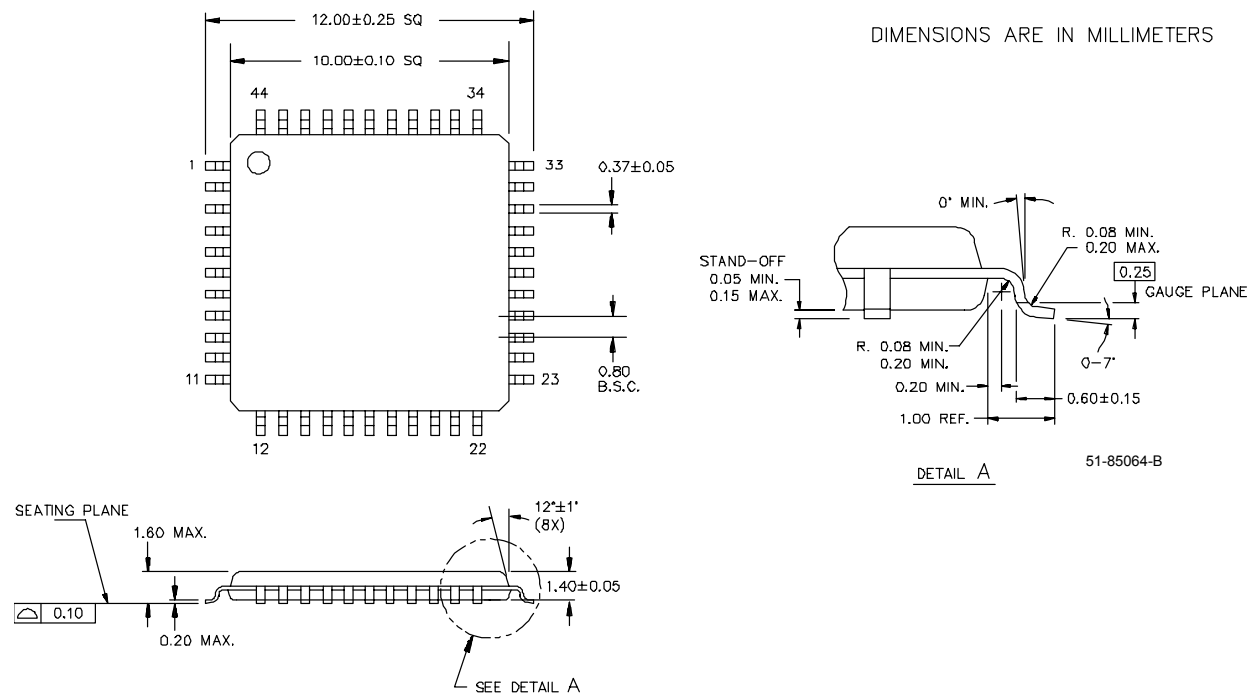 12.00±0.25 SQ
DIMENSIONS ARE IN MILLIMETERS
10.00±0.10 SQ
44
34
1
33
0.37±0.05
0° MIN.
R. 0.08 MIN.
0.20 MAX.
STAND-OFF
0.05 MIN.
0.15 MAX.
0.25
GAUGE PLANE
R. 0.08 MIN.
0.20 MIN.
0-7°
11
23
0.80
B.S.C.
0.20 MIN.
0.60±0.15
1.00 REF.
12
22
DETAIL A
51-85064-B
SEATING PLANE
1.60 MAX.
12°±1°
(8X)
1.40±0.05
0.10
0.20 MAX.
SEE DETAIL A